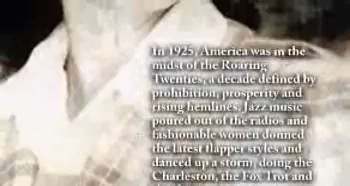 In 1925, America was in the
midst of the Roaring
Twenties, a decade defined by
prohibition, prosperity and
rising hemlines. Jazz music
poured out of the radios and
fashionable women donned
the latest flapper styles and
danced up a storm, doing the
Charleston, the Fox Trot and